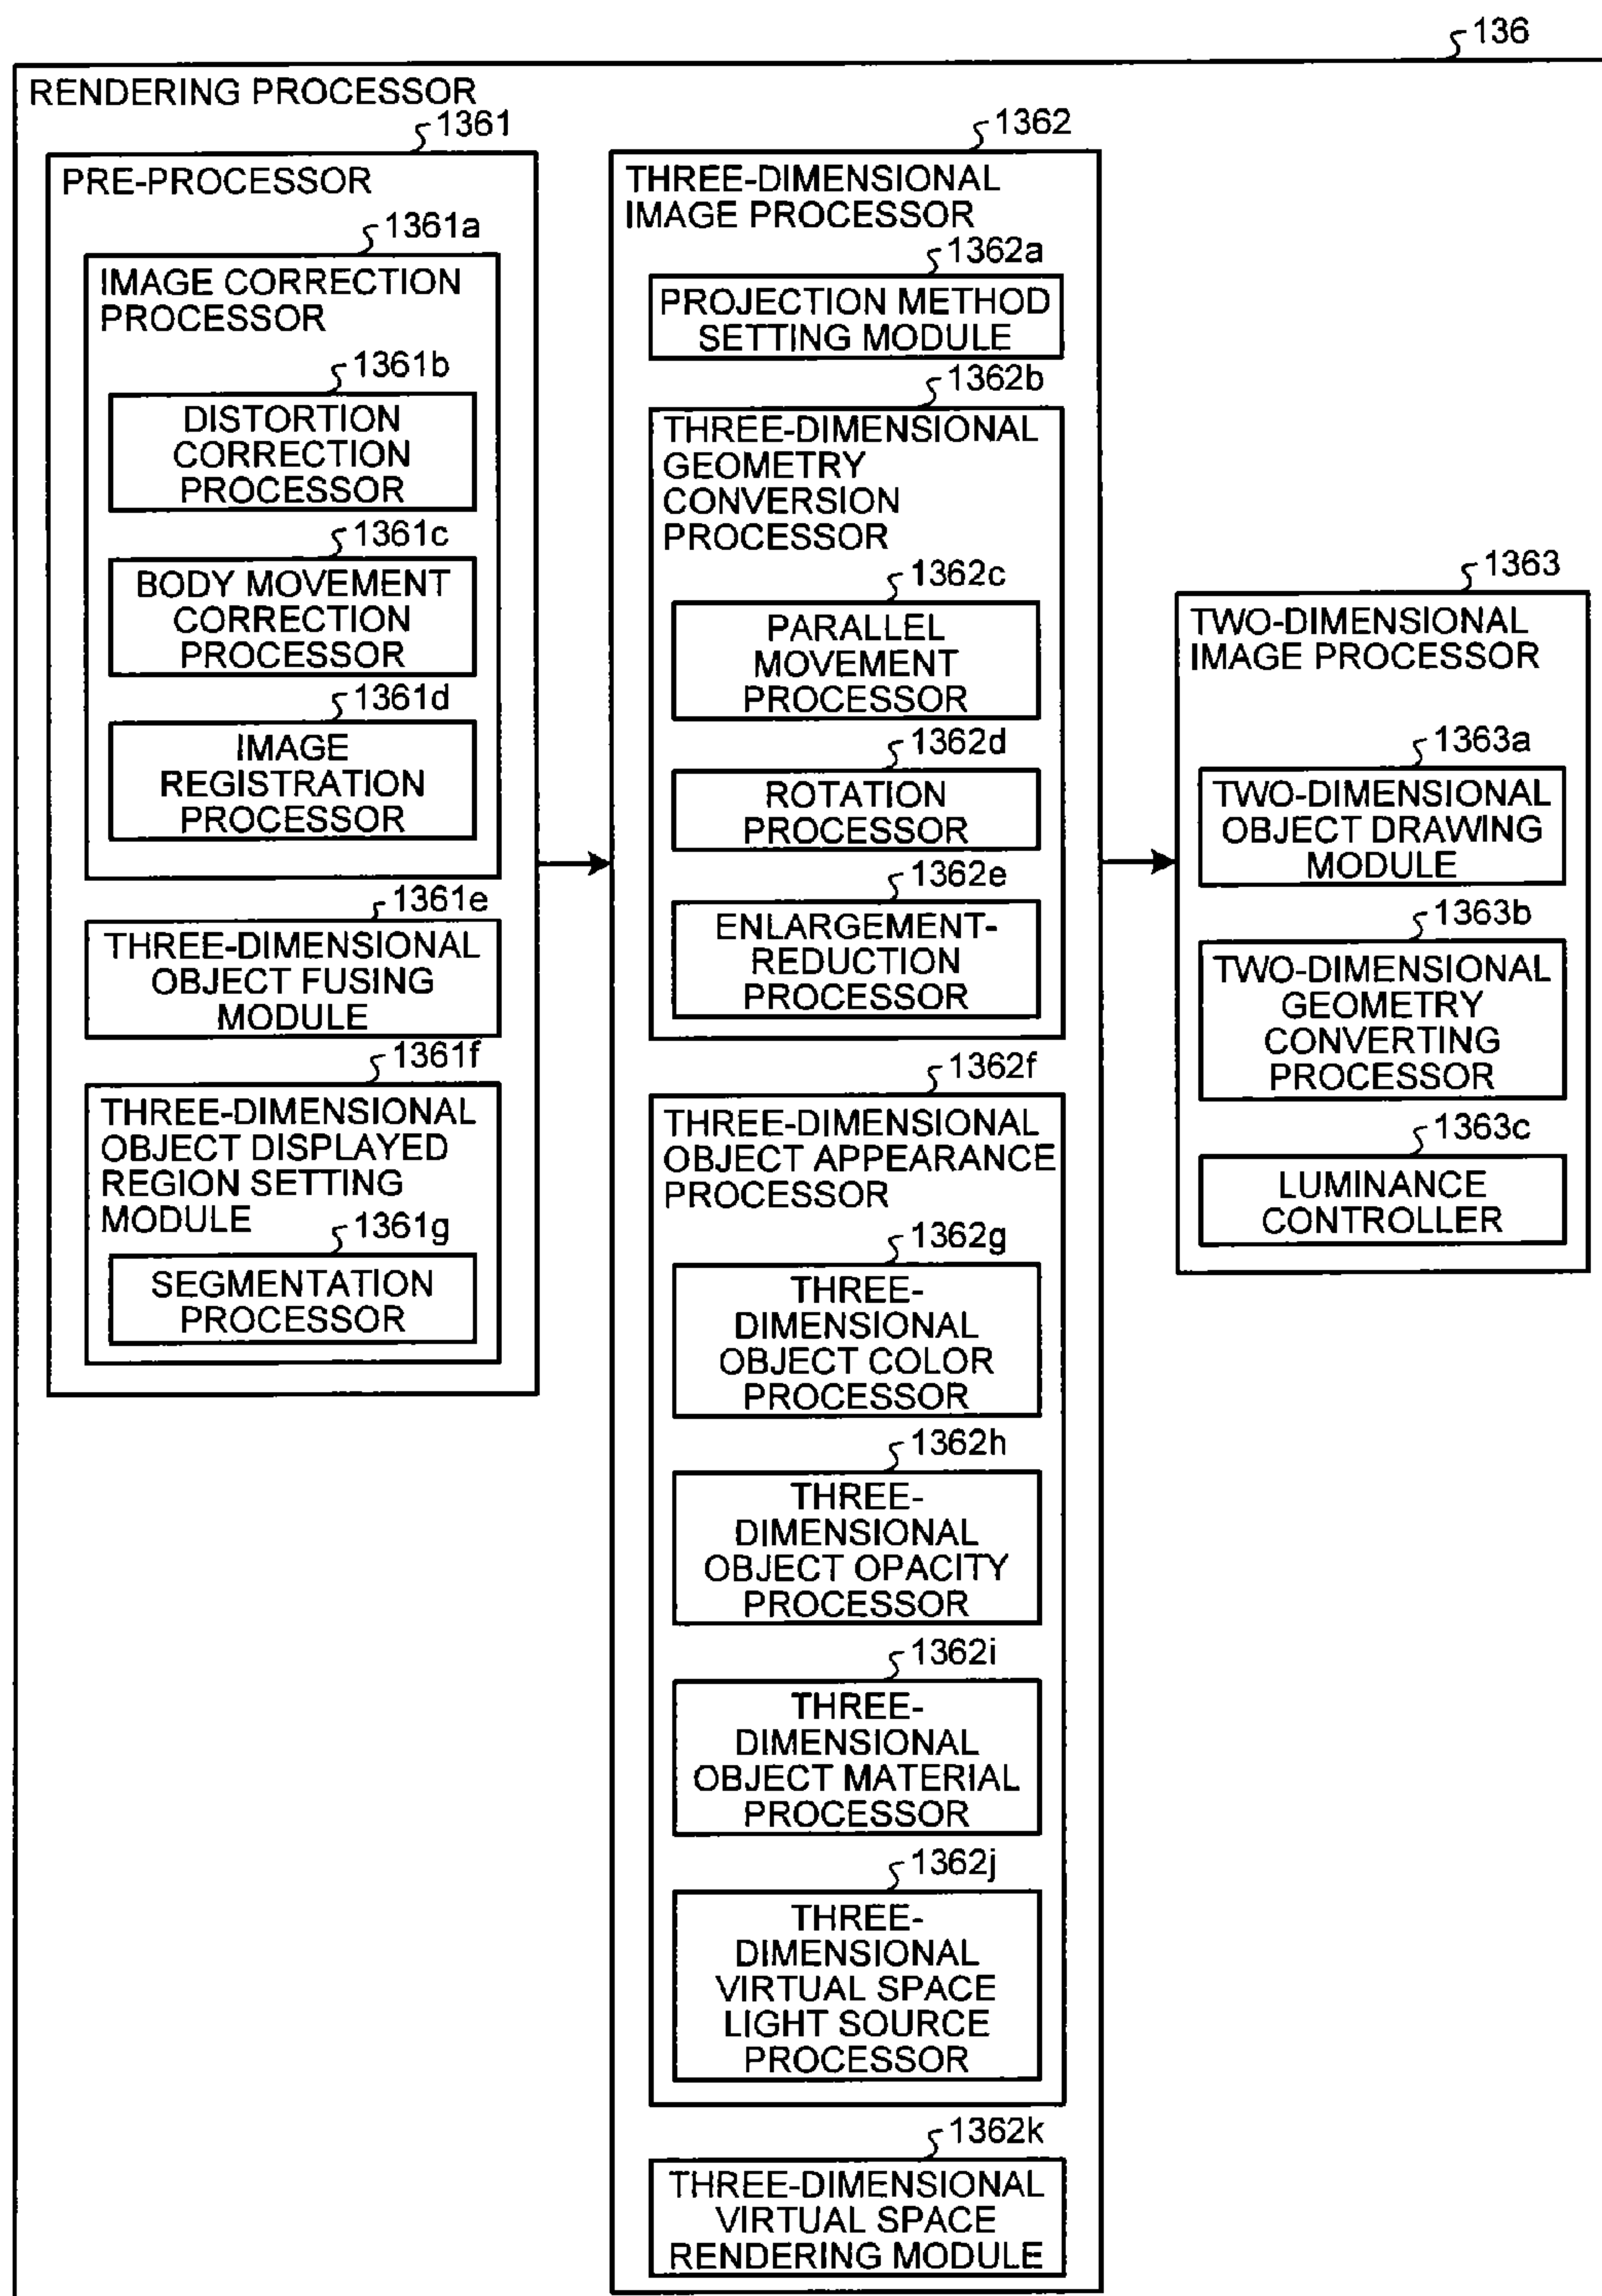 136
RENDERING PROCESSOR
1361
PRE-PROCESSOR
1361a
IMAGE CORRECTION
PROCESSOR
1361b
DISTORTION
CORRECTION
PROCESSOR
1361c
BODY MOVEMENT
CORRECTION
PROCESSOR
1361d
IMAGE
REGISTRATION
PROCESSOR
1361e
THREE-DIMENSIONAL
OBJECT FUSING
MODULE
1361f
THREE-DIMENSIONAL
OBJECT DISPLAYED
REGION SETTING
MODULE
1361g
SEGMENTATION
PROCESSOR
1362
THREE-DIMENSIONAL
IMAGE PROCESSOR
1362a
PROJECTION METHOD
SETTING MODULE
1362b
THREE-DIMENSIONAL
GEOMETRY
CONVERSION
PROCESSOR
1362c
PARALLEL
MOVEMENT
PROCESSOR
1362d
ROTATION
PROCESSOR
1362e
ENLARGEMENT-
REDUCTION
PROCESSOR
1362f
THREE-DIMENSIONAL
OBJECT APPEARANCE
PROCESSOR
1362g
THREE-
DIMENSIONAL
OBJECT COLOR
PROCESSOR
1362h
THREE-
DIMENSIONAL
OBJECT OPACITY
PROCESSOR
1362i
THREE-
DIMENSIONAL
OBJECT MATERIAL
PROCESSOR
1362j
THREE-
DIMENSIONAL
VIRTUAL SPACE
LIGHT SOURCE
PROCESSOR
1362k
THREE-DIMENSIONAL
VIRTUAL SPACE
RENDERING MODULE
1363
TWO-DIMENSIONAL
IMAGE PROCESSOR
1363a
TWO-DIMENSIONAL
OBJECT DRAWING
MODULE
1363b
TWO-DIMENSIONAL
GEOMETRY
CONVERTING
PROCESSOR
1363c
LUMINANCE
CONTROLLER